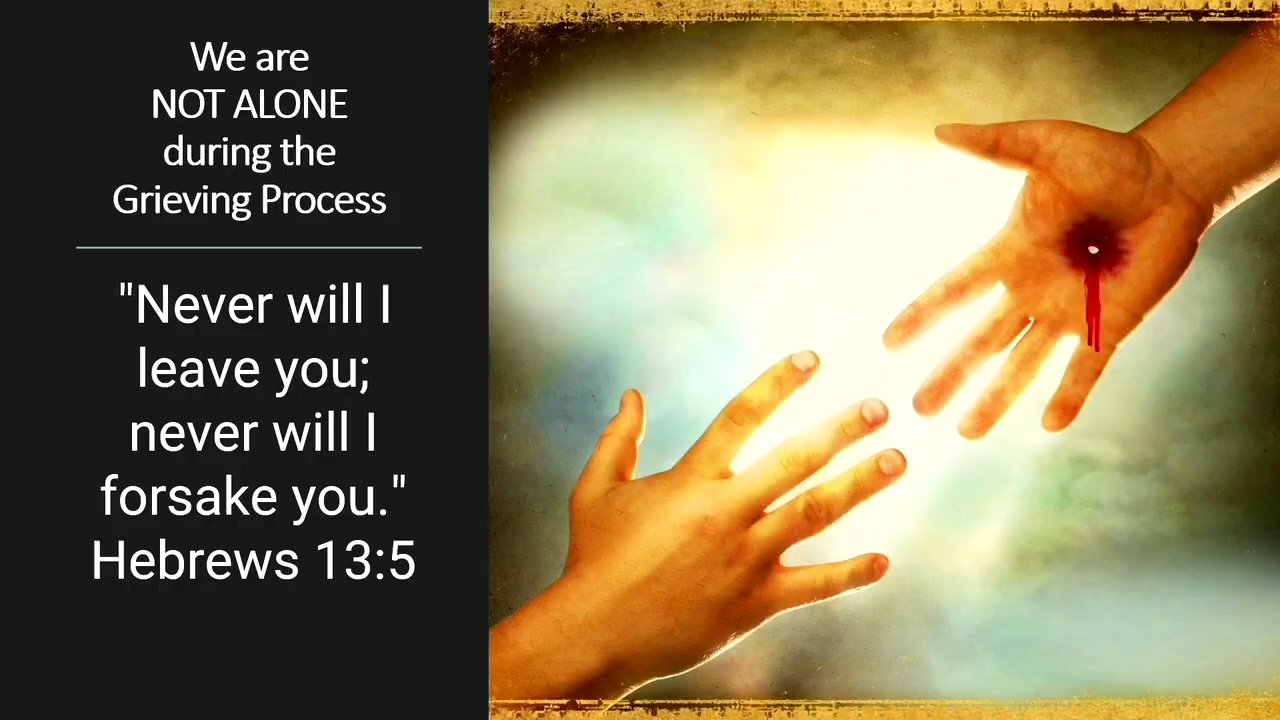 We are
NOT ALONE
during the
Grieving Process
"Never will I
leave you;
never will I
forsake you."
Hebrews 13:5